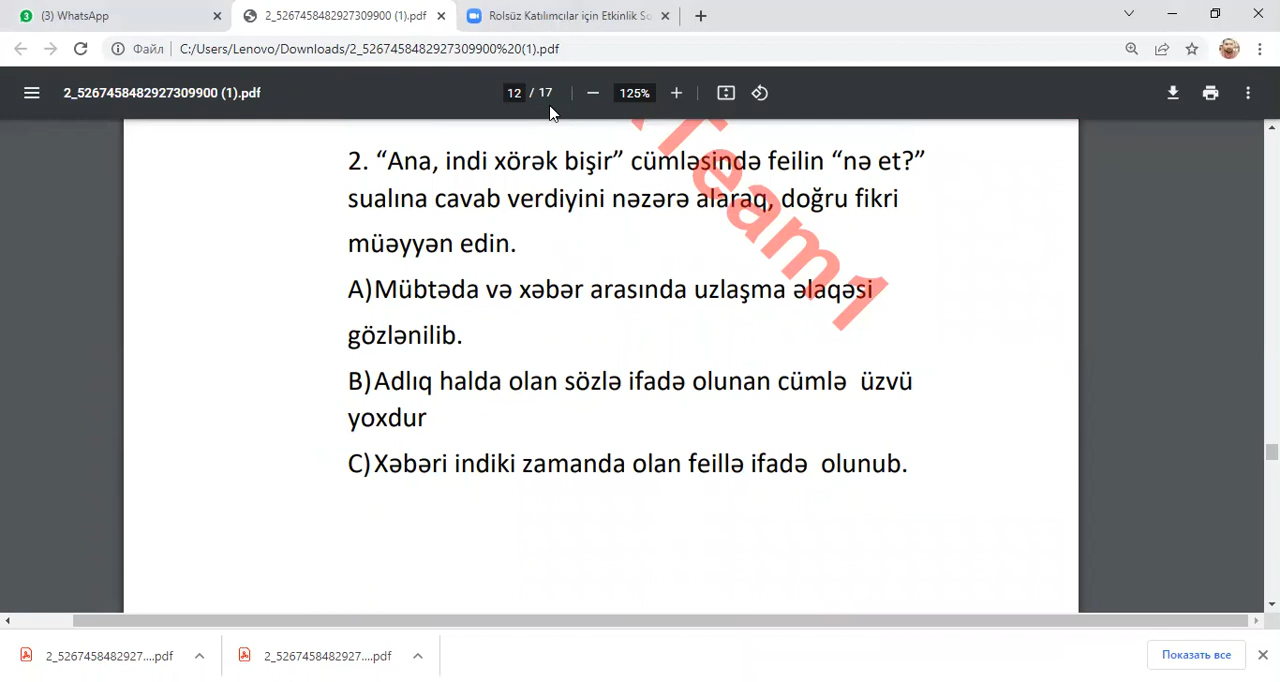 (3) WhatsApp
2_5267458482927309900 (1).pdf
Rolsüz Katılımcılar için Etkinlik So
Файл
C:/Users/Lenovo/Downloads/2_5267458482927309900%20(1).pdf
2_5267458482927309900 (1).pdf
12 / 17
125%
Team1
2. “Ana, indi xörək bişir” cümləsində feilin “nə et?”
sualına cavab verdiyini nəzərə alaraq, doğru fikri
müəyyən edin.
A)Mübtəda və xəbər arasında uzlaşma əlaqəsi
gözlənilib.
B)Adlıq halda olan sözlə ifadə olunan cümlə üzvü
yoxdur
C)Xəbəri indiki zamanda olan feillə ifadə olunub.
2_5267458482927....pdf
2_5267458482927....pdf
Показать все